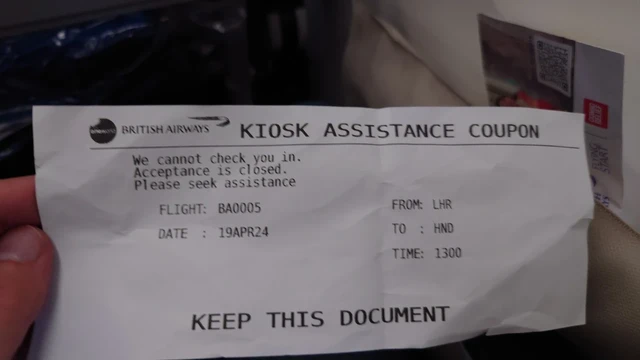 BRITISH AIRWAYS KIOSK ASSISTANCE COUPON
We cannot check you in.
Acceptance is closed.
Please seek assistance
FLIGHT: BA0005 FROM: LHR
DATE : 19APR24 TO : HND
TIME: 1300
KEEP THIS DOCUMENT